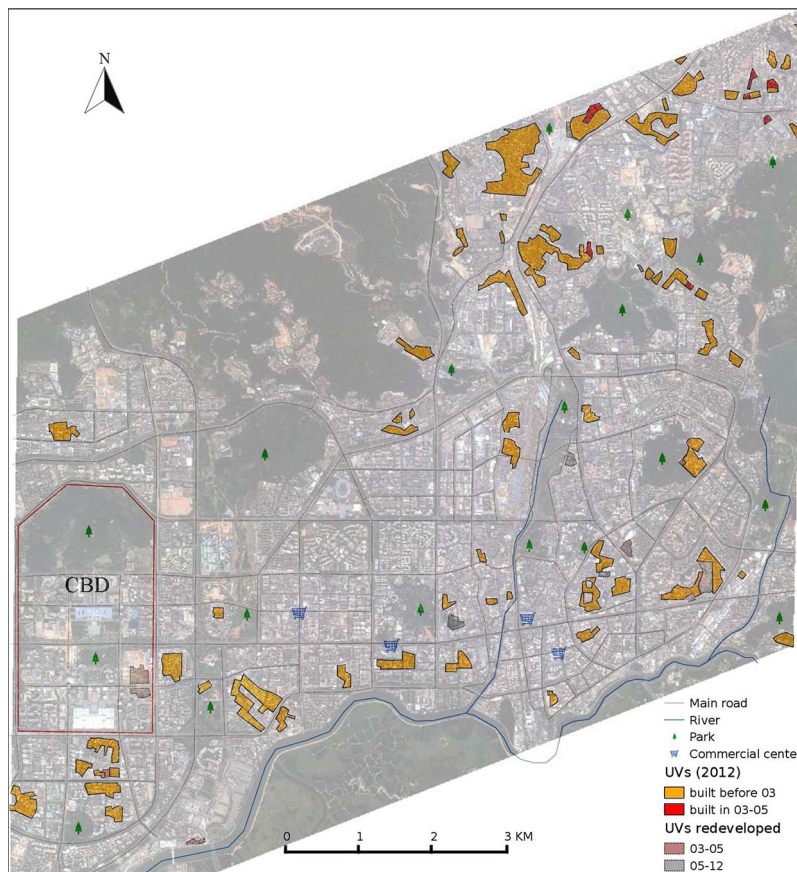 N
CBD
Main road
River
Park
Commercial cente
UVs (2012)
built before 03
built in 03-05
UVs redeveloped
03-05
05-12
0 1 2 3 KM